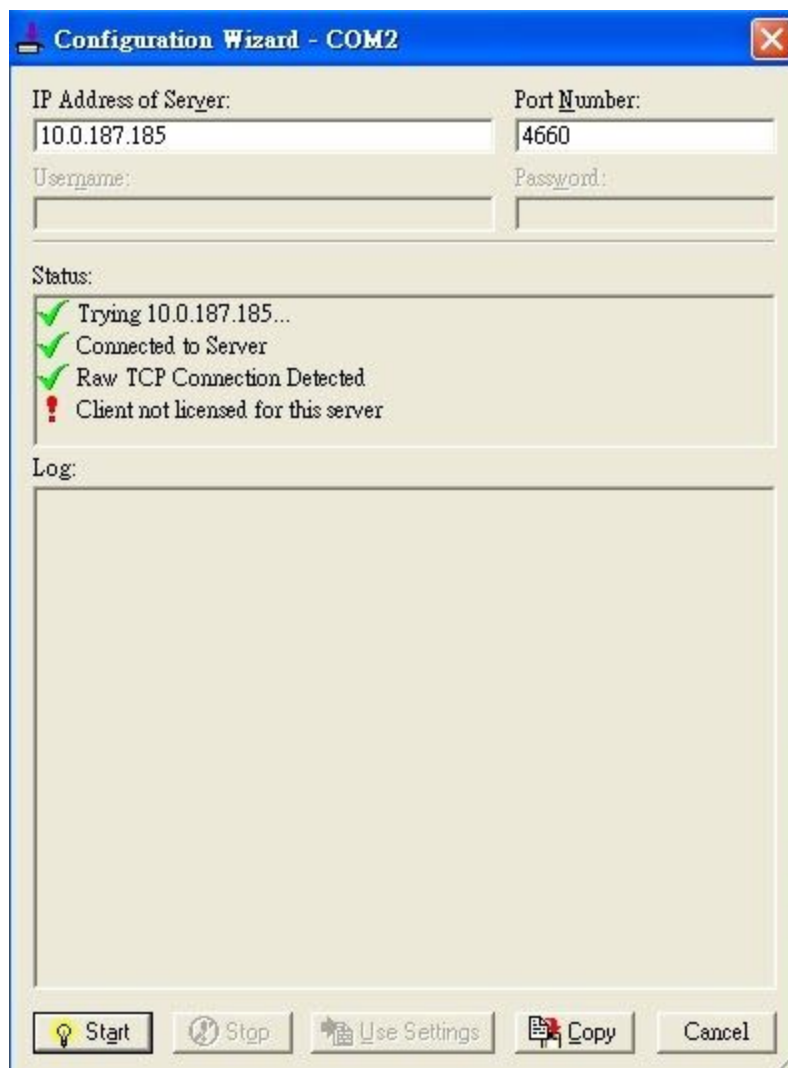 Configuration Wizard - COM2
IP Address of Server: Port Number:
10.0.187.185 4660
Username: Password:
Status:
Trying 10.0.187.185...
Connected to Server
Raw TCP Connection Detected
Client not licensed for this server
Log:
Start Stop Use Settings Copy Cancel